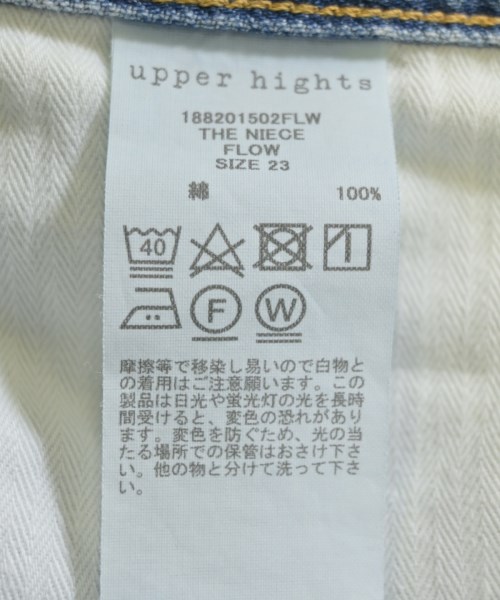 upper hights
188201502FLW
THE NIECE
FLOW
SIZE 23
綿 100%
40
F W
摩擦等で移染し易いので白物と
の着用はご注意願います。この
製品は日光や蛍光灯の光を長時
間受けると、変色の恐れがあり
ます。変色を防ぐため、光の当
たる場所での保管はおさけ下さ
い。他の物と分けて洗って下さ
い。